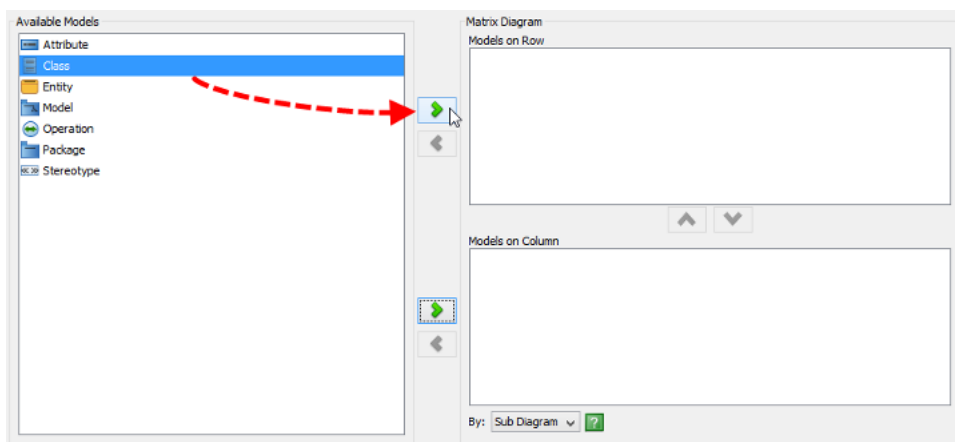 Available Models
Attribute
Class
Entity
Model
Operation
Package
« » Stereotype
Matrix Diagram
Models on Row
Models on Column
By: Sub Diagram ?